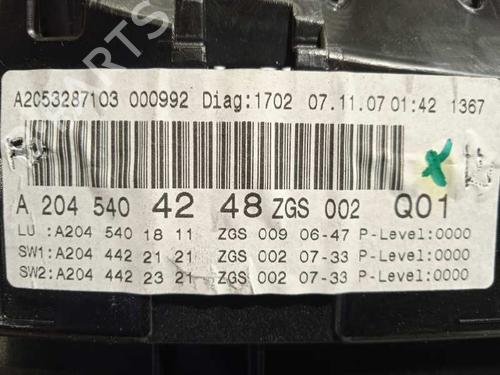 PARTS
A2C53287103 000992 Diag:1702 07.11.07 01:42 1367
A 204 540 42 48 ZGS 002 Q01
LU :A204 540 18 11 ZGS 009 06-47 P-Level:0000
SW1:A204 442 21 21 ZGS 002 07-33 P-Level:0000
SW2:A204 442 23 21 ZGS 002 07-33 P-Level:0000